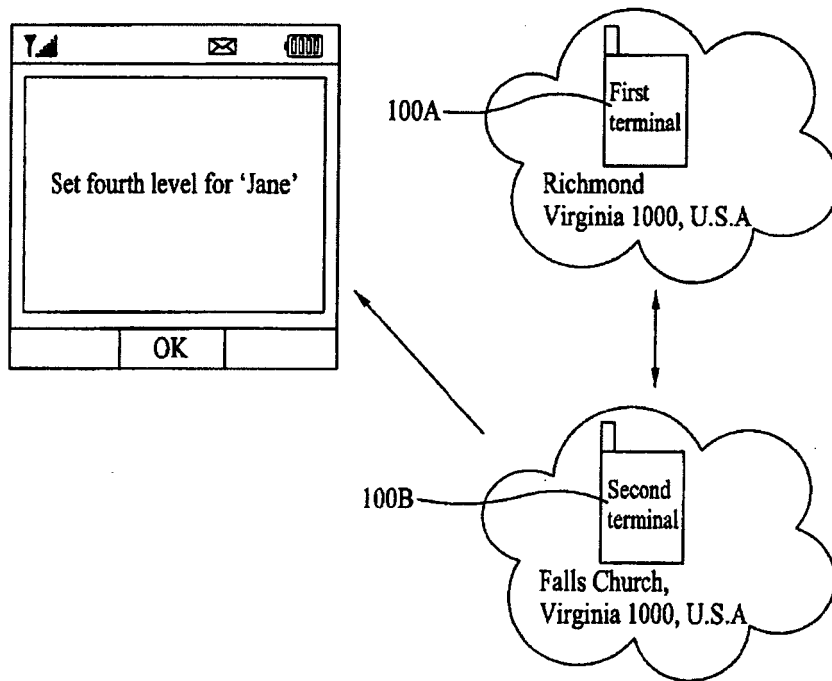 Set fourth level for 'Jane'
OK
100A
First
terminal
Richmond
Virginia 1000, U.S.A
100B
Second
terminal
Falls Church,
Virginia 1000, U.S.A